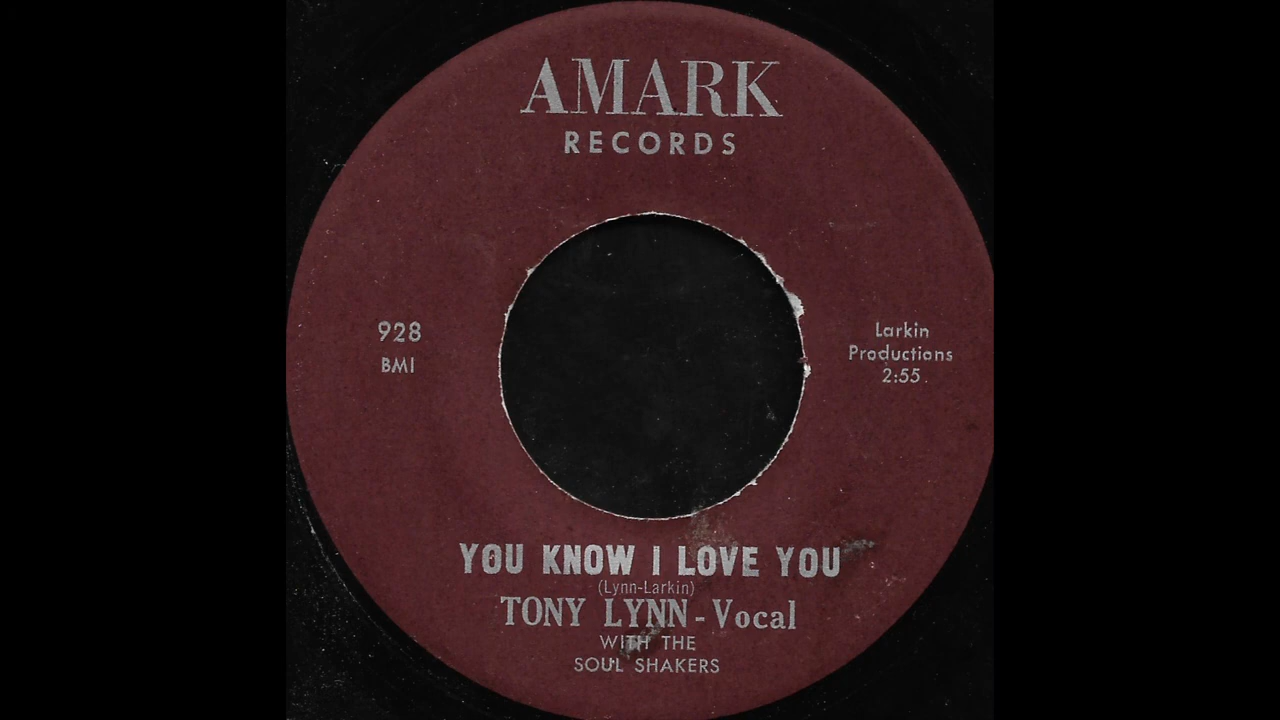 AMARK
RECORDS
928
BMI
Larkin
Productions
2:55
YOU KNOW I LOVE YOU
(Lynn-Larkin)
TONY LYNN - Vocal
WITH THE
SOUL SHAKERS